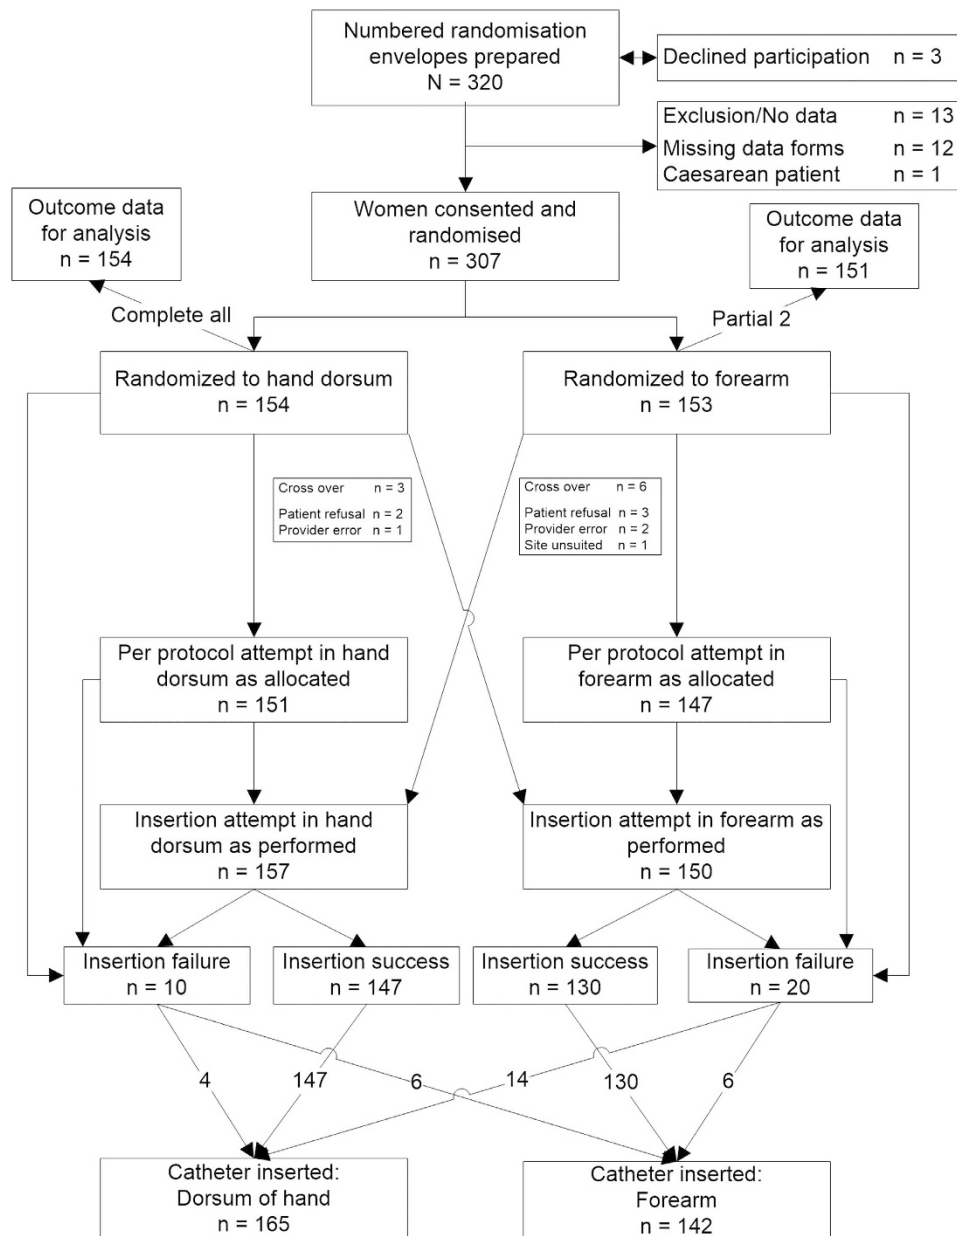 Numbered randomisation
envelopes prepared
N = 320
Declined participation n = 3
Exclusion/No data n = 13
Missing data forms n = 12
Caesarean patient n = 1
Outcome data
for analysis
n = 154
Women consented and
randomised
n = 307
Outcome data
for analysis
n = 151
Complete all
Partial 2
Randomized to hand dorsum
n = 154
Randomized to forearm
n = 153
Cross over n = 3
Patient refusal n = 2
Provider error n = 1
Cross over n = 6
Patient refusal n = 3
Provider error n = 2
Site unsuited n = 1
Per protocol attempt in hand
dorsum as allocated
n = 151
Per protocol attempt in
forearm as allocated
n = 147
Insertion attempt in hand
dorsum as performed
n = 157
Insertion attempt in forearm as
performed
n = 150
Insertion failure
n = 10
Insertion success
n = 147
Insertion success
n = 130
Insertion failure
n = 20
4
147
6
14
130
6
Catheter inserted:
Dorsum of hand
n = 165
Catheter inserted:
Forearm
n = 142